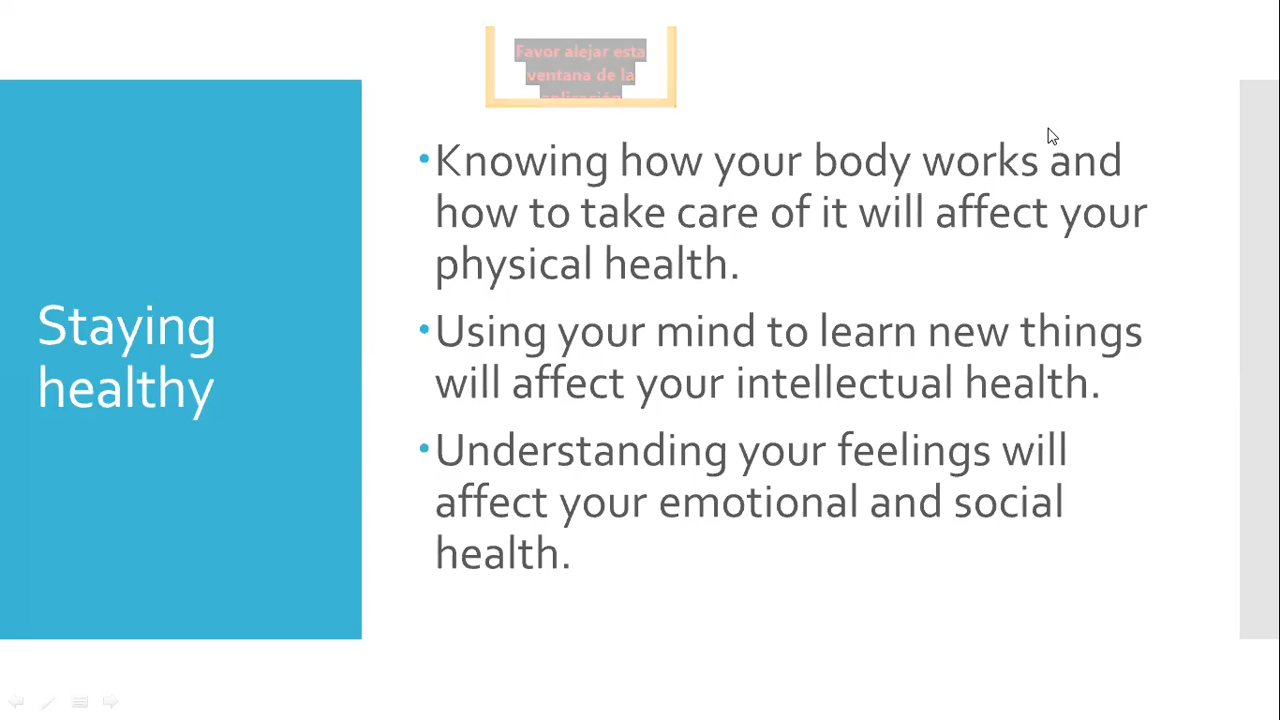 Favor alejar esta
ventana de la
aplicación
Staying
healthy
•Knowing how your body works and
how to take care of it will affect your
physical health.
•Using your mind to learn new things
will affect your intellectual health.
•Understanding your feelings will
affect your emotional and social
health.